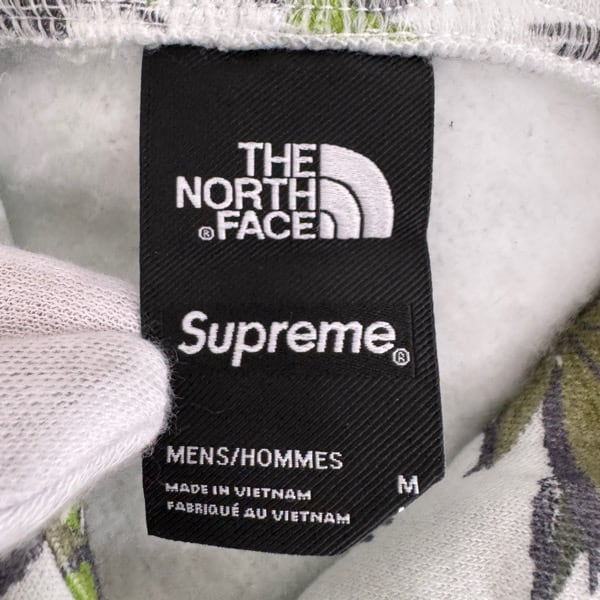 THE
NORTH
®FACE
Supreme®
MENS/HOMMES
M
MADE IN VIETNAM
FABRIQUÉ AU VIETNAM